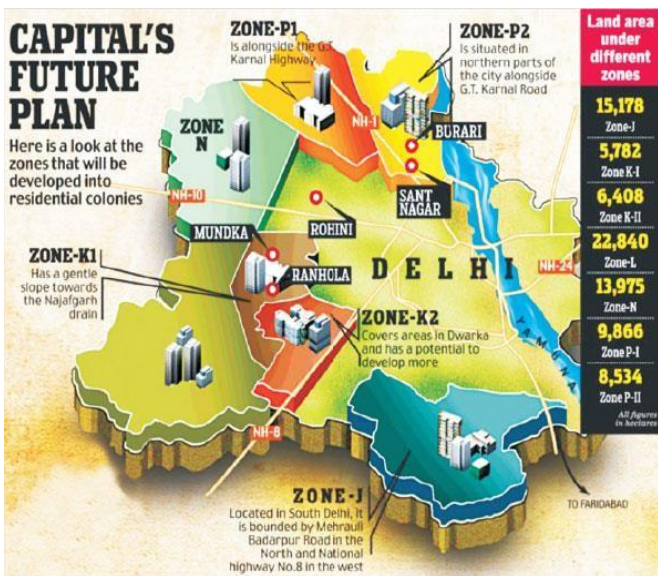 CAPITAL'S
FUTURE
PLAN
Here is a look at the
zones that will be
developed into
residential colonies
ZONE-P1
Is alongside the G.T.
Karnal Highway
ZONE-P2
Is situated in
northern parts of
the city alongside
G.T. Karnal Road
ZONE
N
NH-1
BURARI
SANT
NAGAR
NH-10
ROHINI
MUNDKA
RANHOLA
DELHI
NH-24
YAMUNA
ZONE-K1
Has a gentle
slope towards
the Najafgarh
drain
ZONE-K2
Covers areas in Dwarka
and has a potential to
develop more
NH-8
ZONE-J
Located in South Delhi, it
is bounded by Mehrauli
Badarpur Road in the
North and National
highway No.8 in the west
TO FARIDABAD
Land area
under
different
zones
15,178
Zone-J
5,782
Zone K-I
6,408
Zone K-II
22,840
Zone-L
13,975
Zone-N
9,866
Zone P-I
8,534
Zone P-II
All figures
in hectares